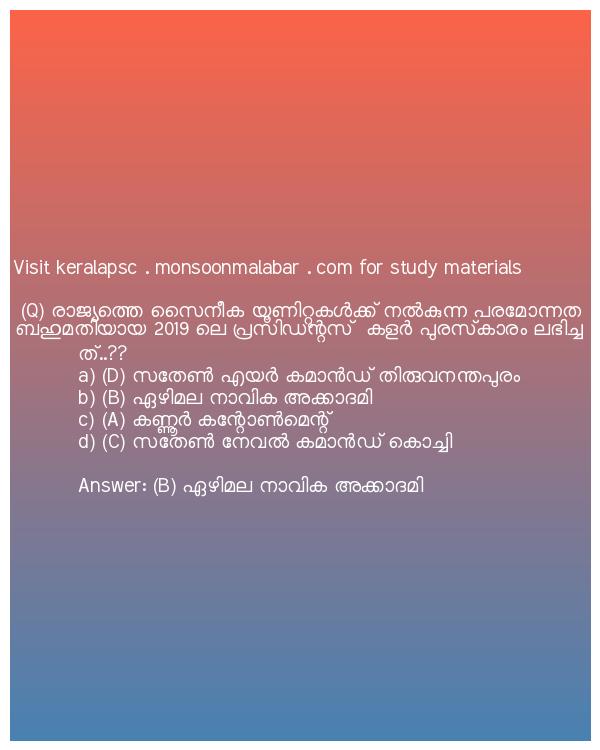 Visit keralapsc . monsoonmalabar . com for study materials
(Q) രാജ്യത്തെ സൈനീക യൂണിറ്റുകൾക്ക് നൽകുന്ന പരമോന്നത
ബഹുമതിയായ 2019 ലെ പ്രസിഡന്റസ് കളർ പുരസ്കാരം ലഭിച്ച
ത്..??
a) (D) സതേൺ എയർ കമാൻഡ് തിരുവനന്തപുരം
b) (B) ഏഴിമല നാവിക അക്കാദമി
c) (A) കണ്ണൂർ കന്റോൺമെന്റ്
d) (C) സതേൺ നേവൽ കമാൻഡ് കൊച്ചി
Answer: (B) ഏഴിമല നാവിക അക്കാദമി